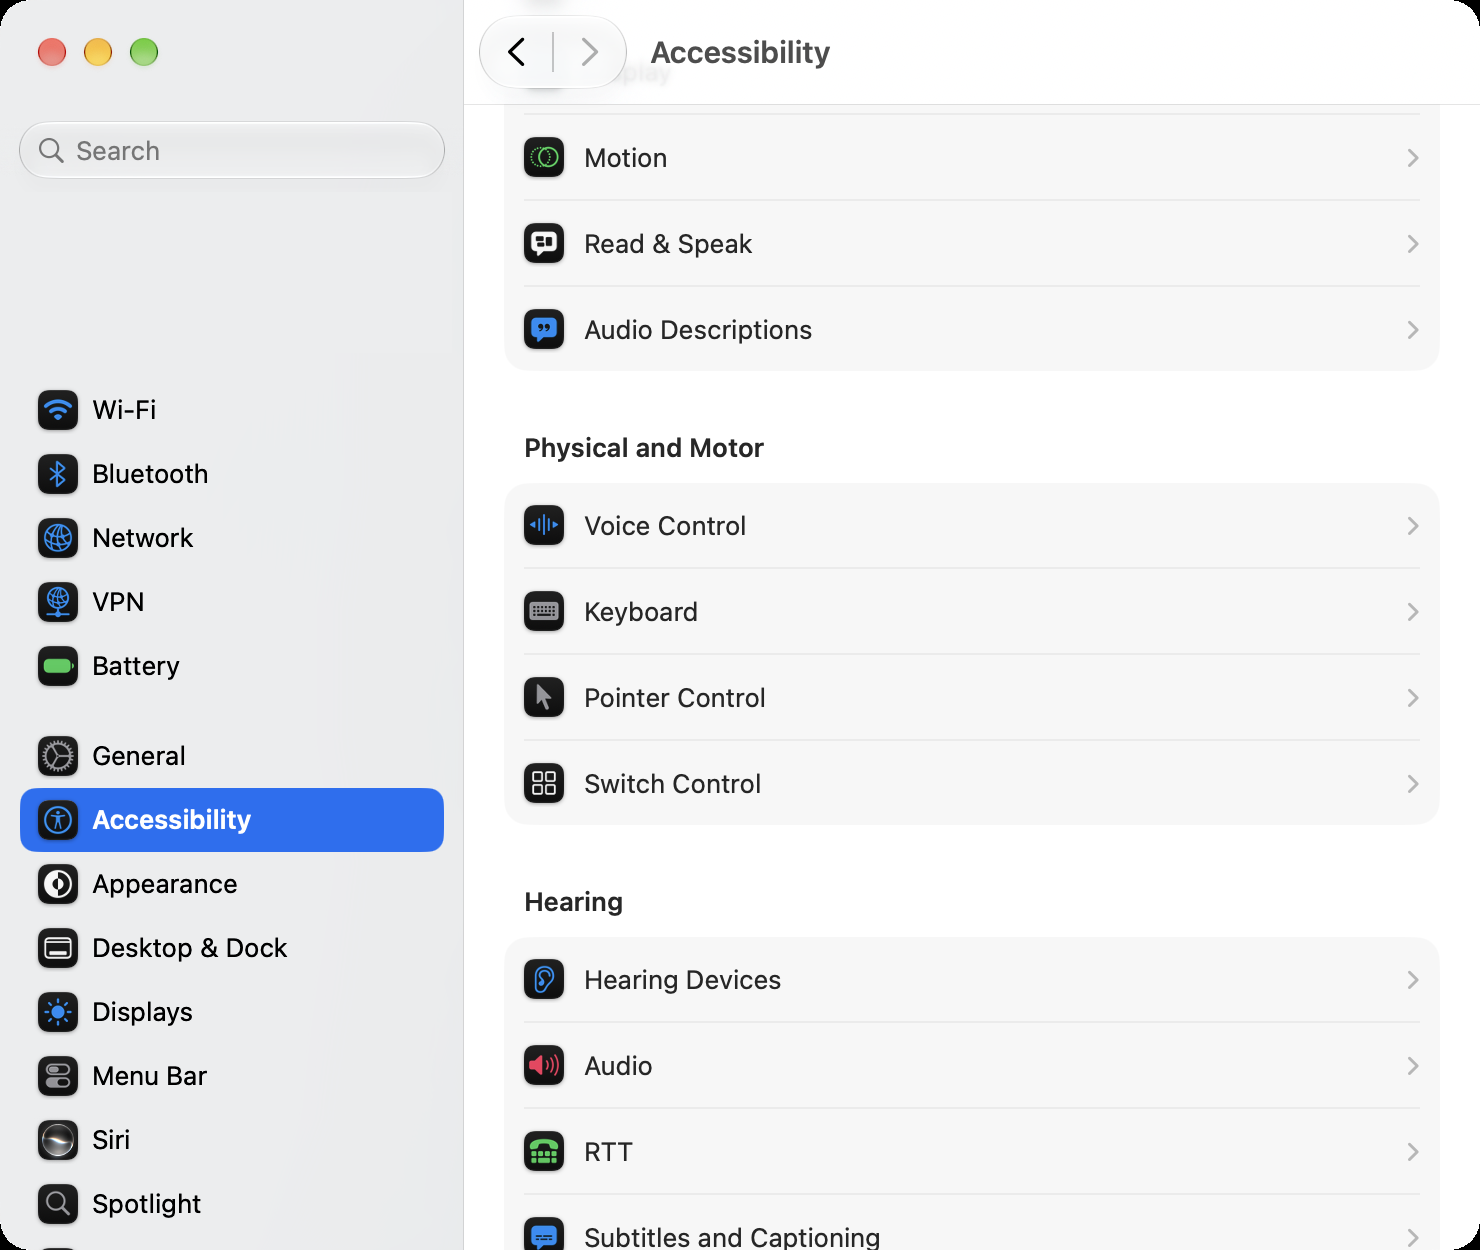 Search
Wi-Fi
Bluetooth
Network
VPN
Battery
General
Accessibility
Appearance
Desktop & Dock
Displays
Menu Bar
Siri
Spotlight
Accessibility
Motion
Read & Speak
Audio Descriptions
Physical and Motor
Voice Control
Keyboard
Pointer Control
Switch Control
Hearing
Hearing Devices
Audio
RTT
Subtitles and Captioning